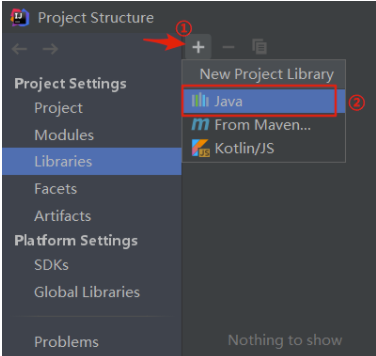 Project Structure
①
New Project Library
Project Settings
Java
②
Project
From Maven...
Modules
Kotlin/JS
Libraries
Facets
Artifacts
Platform Settings
SDKs
Global Libraries
Problems
Nothing to show